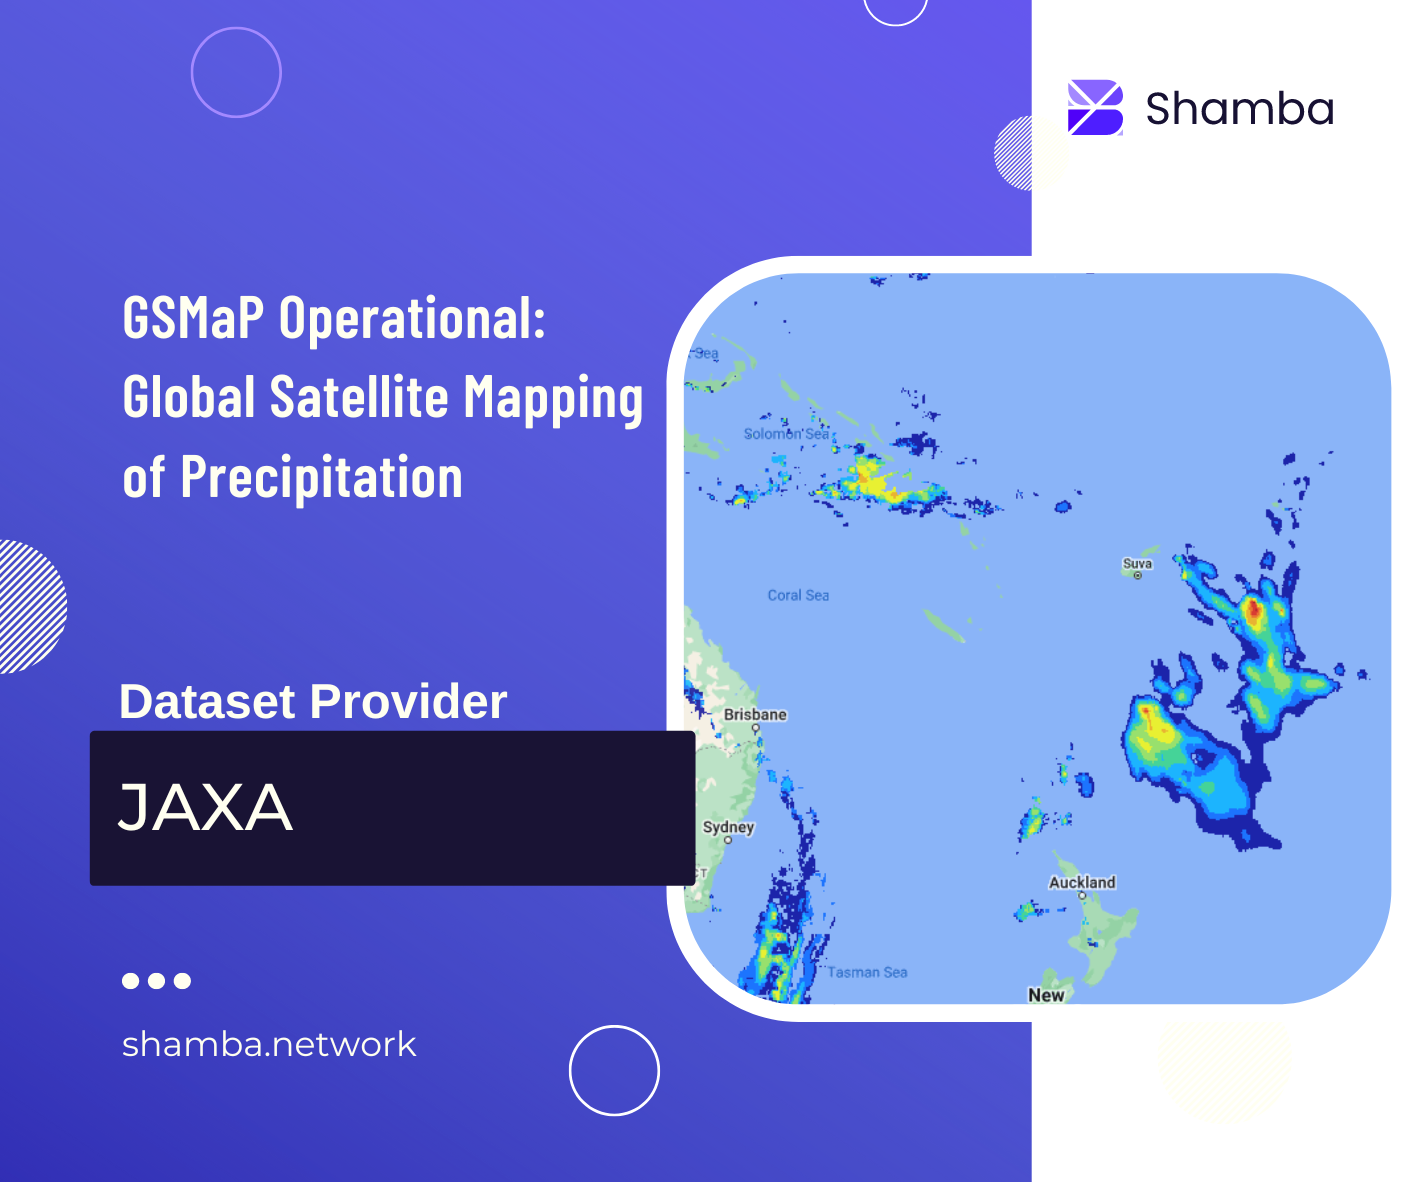 Shamba
GSMaP Operational:
Global Satellite Mapping
of Precipitation
Dataset Provider
JAXA
shamba.network
Sea
Solomon Sea
Suva
Coral Sea
Brisbane
Sydney
CT
Auckland
Tasman Sea
New